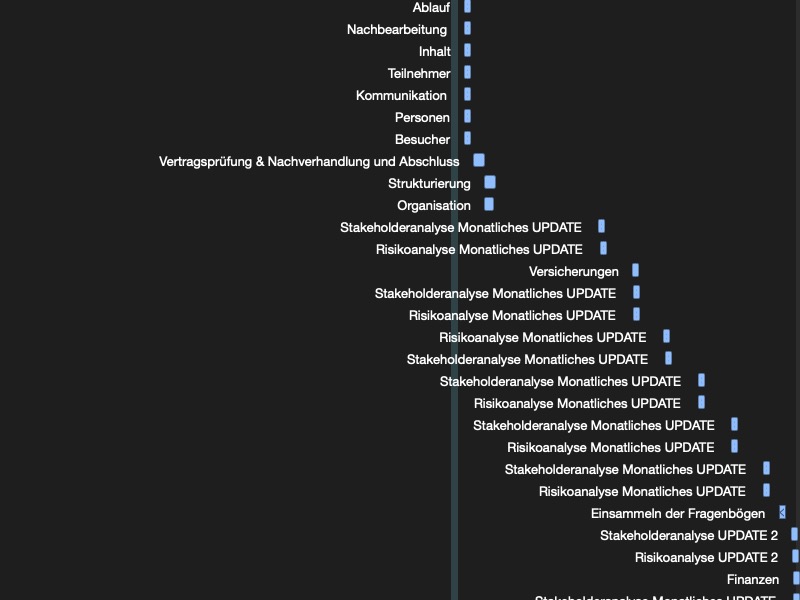 Ablauf
Nachbearbeitung
Inhalt
Teilnehmer
Kommunikation
Personen
Besucher
Vertragsprüfung & Nachverhandlung und Abschluss
Strukturierung
Organisation
Stakeholderanalyse Monatliches UPDATE
Risikoanalyse Monatliches UPDATE
Versicherungen
Stakeholderanalyse Monatliches UPDATE
Risikoanalyse Monatliches UPDATE
Risikoanalyse Monatliches UPDATE
Stakeholderanalyse Monatliches UPDATE
Stakeholderanalyse Monatliches UPDATE
Risikoanalyse Monatliches UPDATE
Stakeholderanalyse Monatliches UPDATE
Risikoanalyse Monatliches UPDATE
Stakeholderanalyse Monatliches UPDATE
Risikoanalyse Monatliches UPDATE
Einsammeln der Fragenbögen
Stakeholderanalyse UPDATE 2
Risikoanalyse UPDATE 2
Finanzen
Stakeholderanalyse Monatliches UPDATE